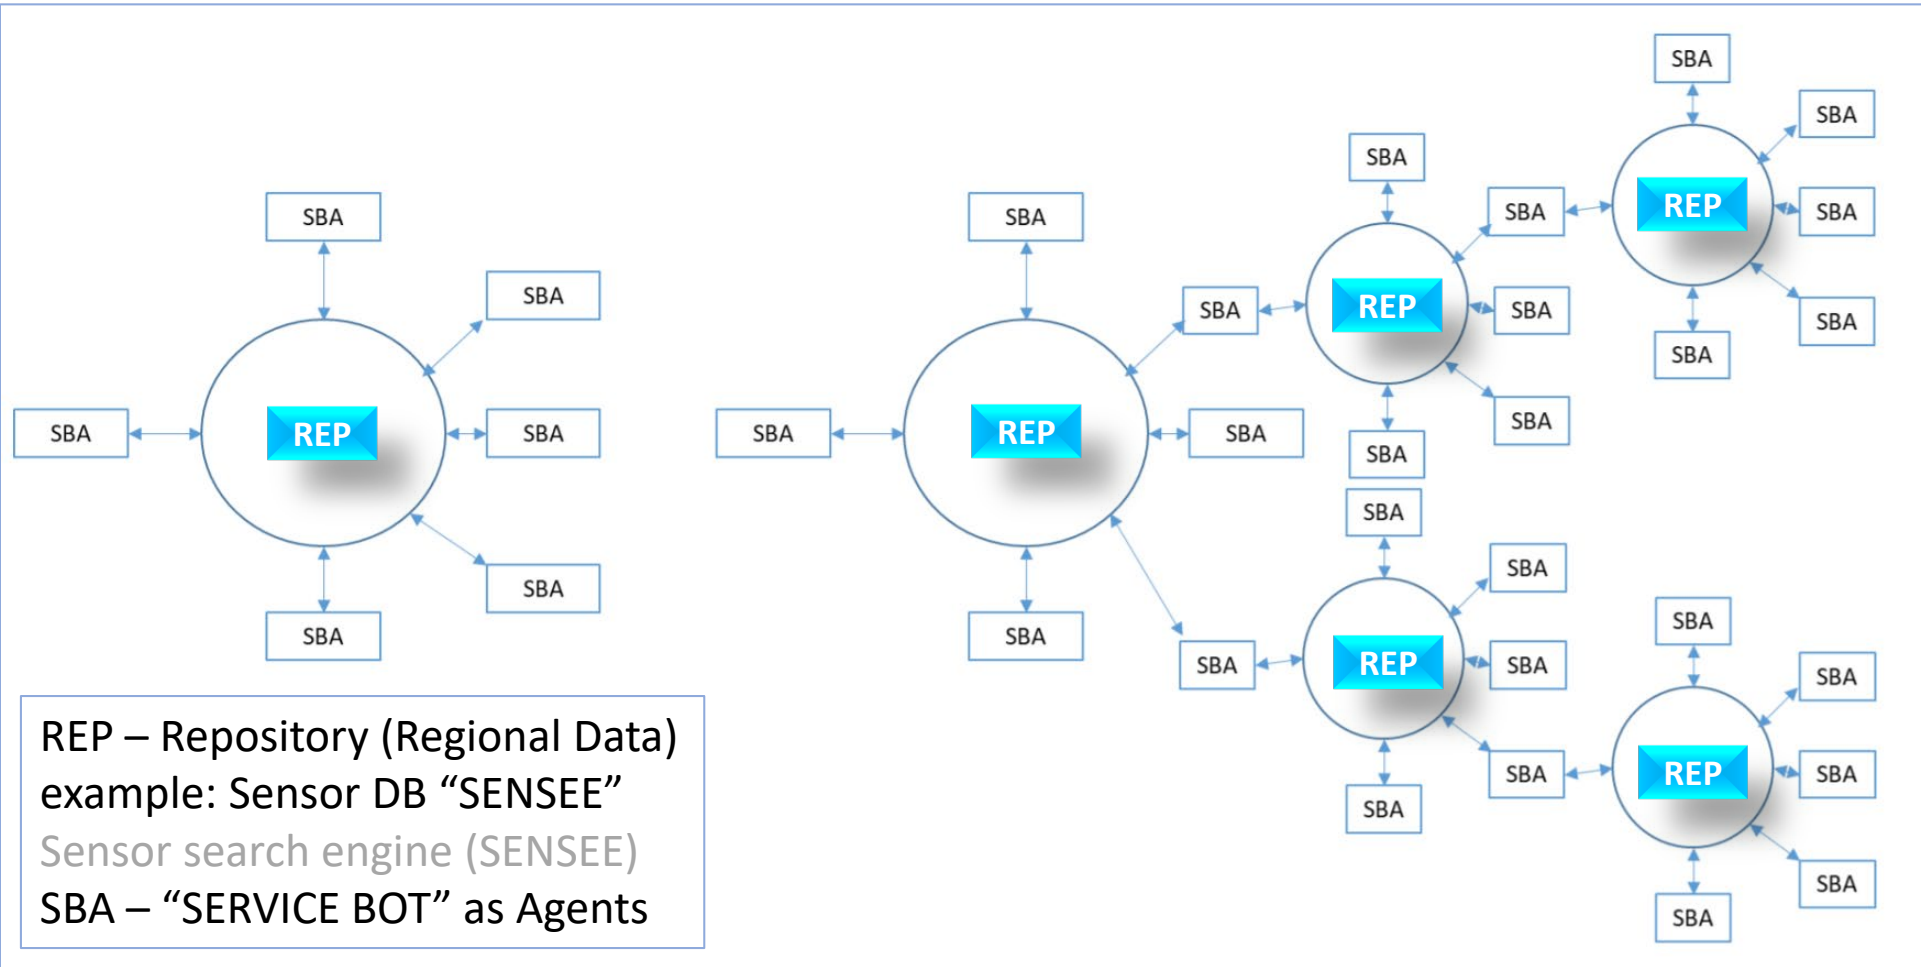 SBA
SBA
SBA
SBA
SBA
SBA
REP
SBA
SBA
SBA
SBA
SBA
REP
SBA
SBA
SBA
SBA
REP
SBA
SBA
SBA
SBA
SBA
SBA
SBA
REP
SBA
SBA
SBA
SBA
REP
SBA
SBA
SBA
SBA
SBA
SBA
REP
SBA
SBA
SBA
REP – Repository (Regional Data)
example: Sensor DB “SENSEE”
Sensor search engine (SENSEE)
SBA – “SERVICE BOT” as Agents